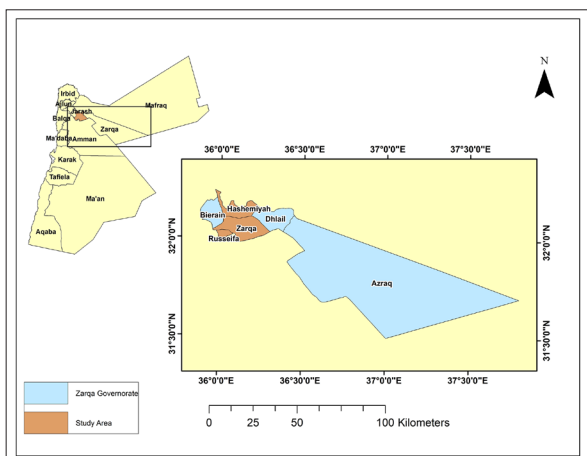 N
Irbid
Ajlun
Jarash
Mafraq
Balqa
Zarqa
Ma'daba
Amman
Karak
Tafiela
Ma'an
Aqaba
36°0'0"E 36°30'0"E 37°0'0"E 37°30'0"E
Hashemiyah
Bierain
Dhlail
Zarqa
Russeifa
Azraq
32°0'0"N
32°0'0"N
31°30'0"N
31°30'0"N
36°0'0"E 36°30'0"E 37°0'0"E 37°30'0"E
Zarqa Governorate
Study Area
0 25 50 100 Kilometers